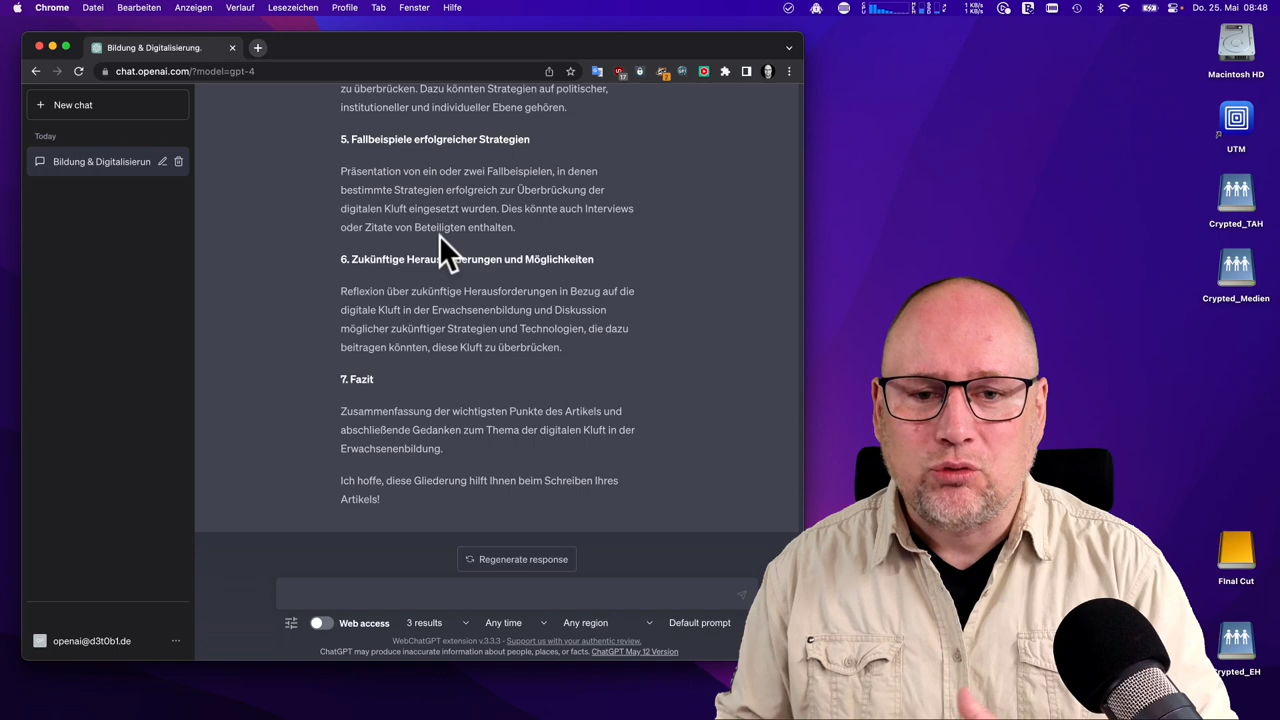 Chrome Ablage Bearbeiten Anzeigen Verlauf Lesezeichen Profile Tab Fenster Hilfe
1 KB/s
0 KB/s
Do. 25. Mai 08:48
Bildung & Digitalisierung.
chat.openai.com/?model=gpt-4
17
2
New chat
Today
Bildung & Digitalisierun
zu überbrücken. Dazu könnten Strategien auf politischer,
institutioneller und individueller Ebene gehören.
5. Fallbeispiele erfolgreicher Strategien
Präsentation von ein oder zwei Fallbeispielen, in denen
bestimmte Strategien erfolgreich zur Überbrückung der
digitalen Kluft eingesetzt wurden. Dies könnte auch Interviews
oder Zitate von Beteiligten enthalten.
6. Zukünftige Herausforderungen und Möglichkeiten
Reflexion über zukünftige Herausforderungen in Bezug auf die
digitale Kluft in der Erwachsenenbildung und Diskussion
möglicher zukünftiger Strategien und Technologien, die dazu
beitragen könnten, diese Kluft zu überbrücken.
7. Fazit
Zusammenfassung der wichtigsten Punkte des Artikels und
abschließende Gedanken zum Thema der digitalen Kluft in der
Erwachsenenbildung.
Ich hoffe, diese Gliederung hilft Ihnen beim Schreiben Ihres
Artikels!
Regenerate response
Web access 3 results Any time Any region Default prompt
WebChatGPT extension v.3.3.3 - Support us with your authentic review.
ChatGPT may produce inaccurate information about people, places, or facts. ChatGPT May 12 Version
openai@d3t0b1.de
Macintosh HD
UTM
Crypted_TAH
Crypted_Medien
FInal Cut
rypted_EH